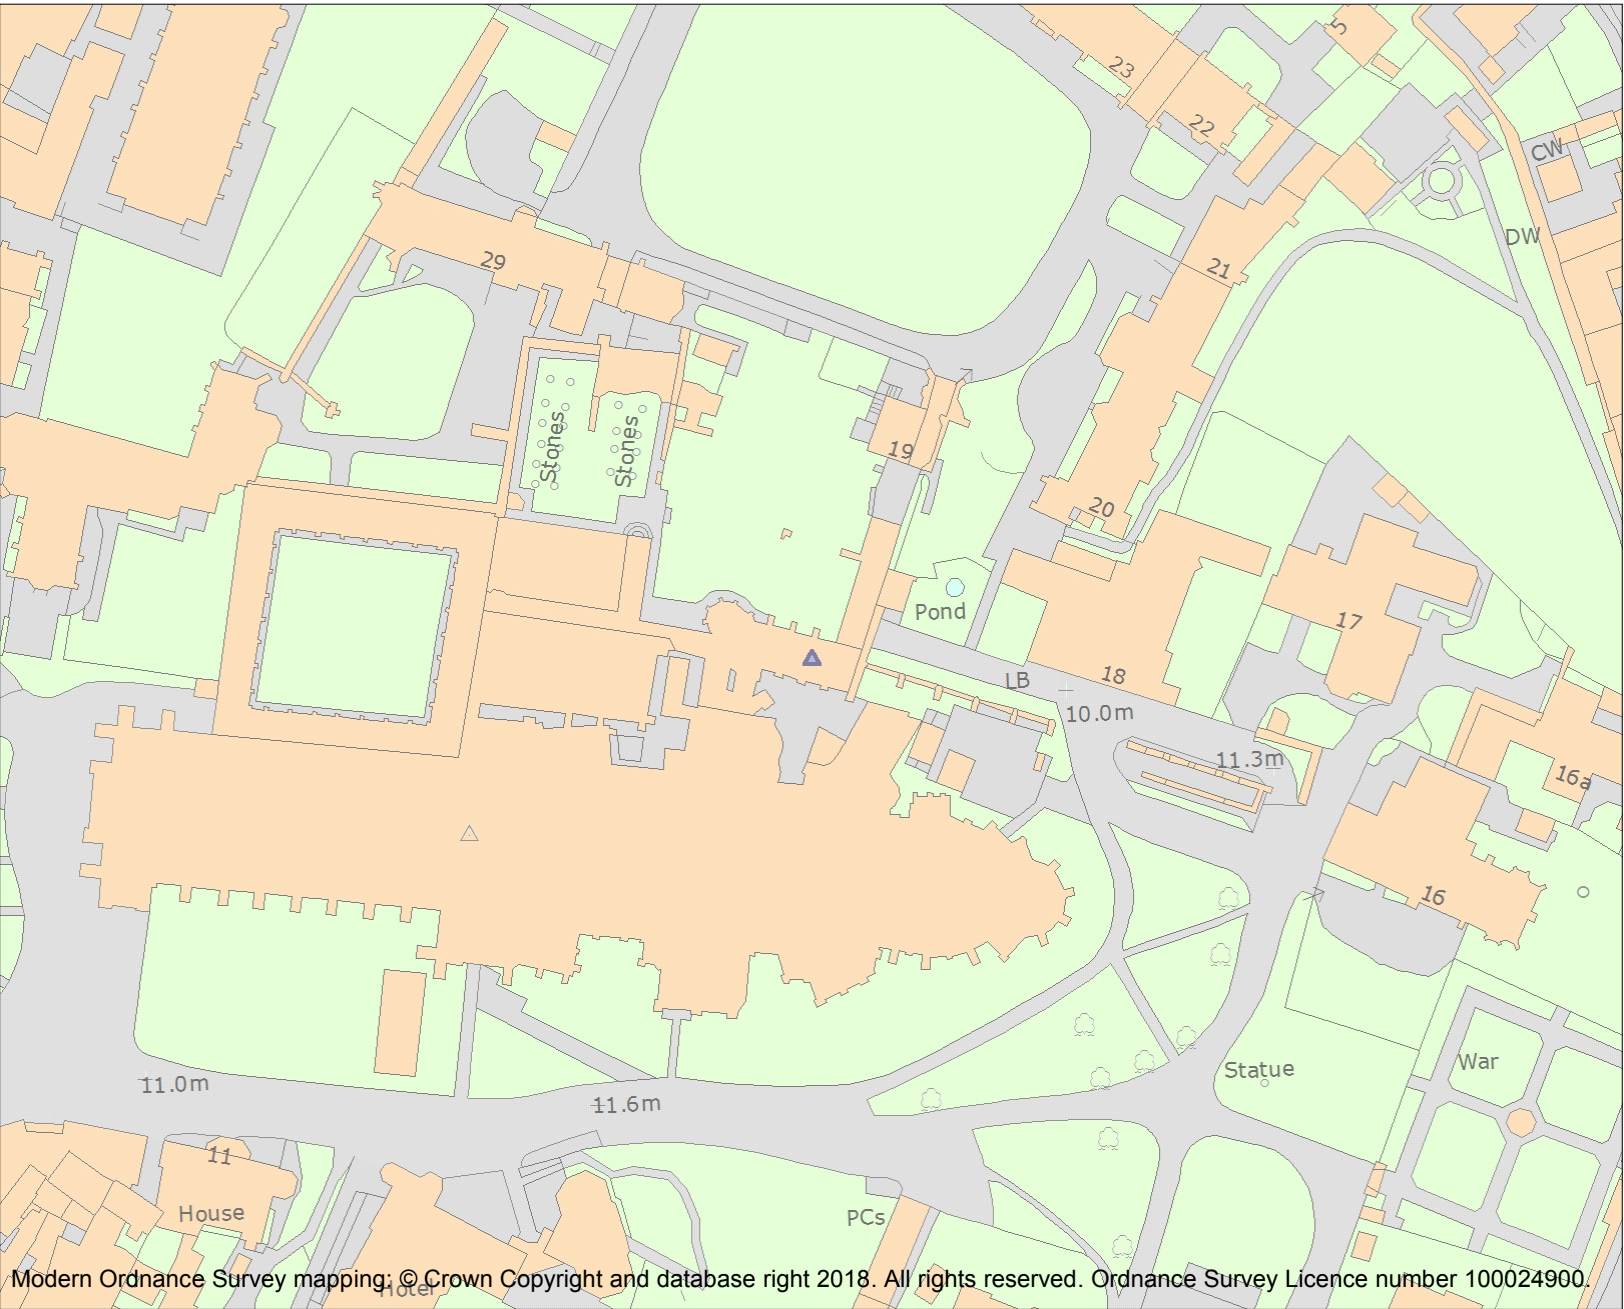 5
23
22
CW
DW
21
29
Stones
Stones
19
20
Pond
17
LB
18
10.0m
11.3m
16a
16
War
Statue
11.0m
11.6m
11
House
PCs
Hotel
Modern Ordnance Survey mapping: © Crown Copyright and database right 2018. All rights reserved. Ordnance Survey Licence number 100024900.